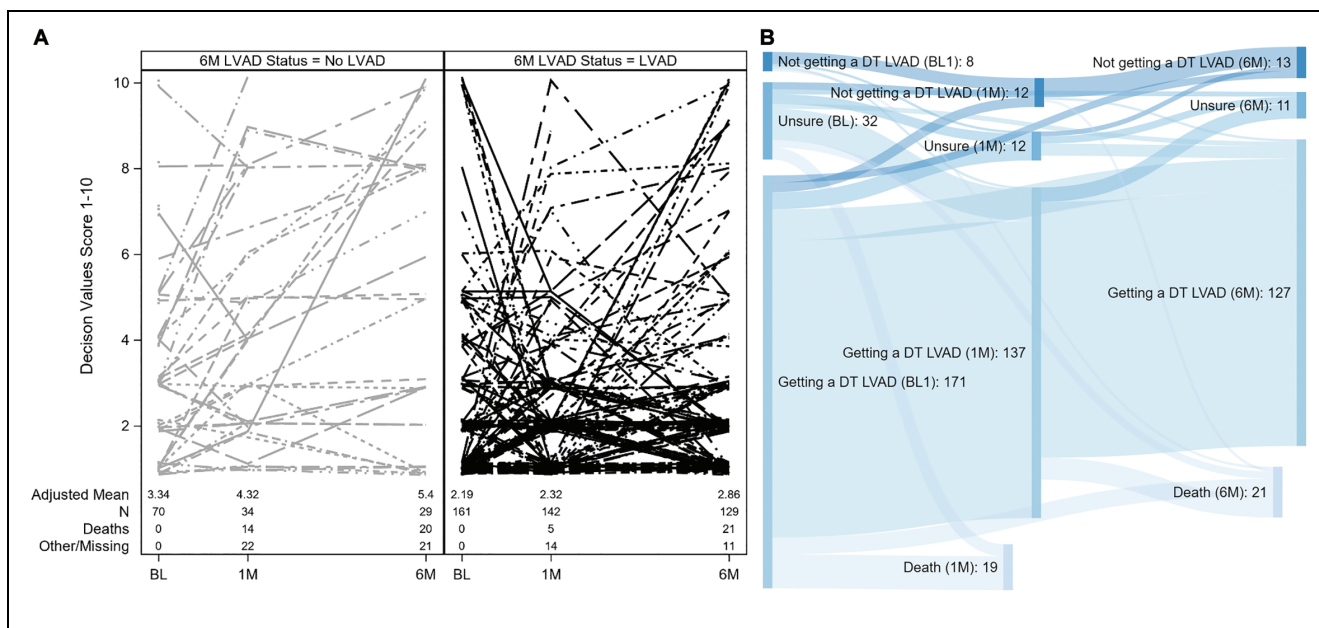 A
6M LVAD Status = No LVAD
6M LVAD Status = LVAD
Decison Values Score 1-10
10
8
6
4
2
Adjusted Mean 3.34 4.32 5.4 2.19 2.32 2.86
N 70 34 29 161 142 129
Deaths 0 14 20 0 5 21
Other/Missing 0 22 21 0 14 11
BL 1M 6M BL 1M 6M
B
Not getting a DT LVAD (BL1): 8
Not getting a DT LVAD (6M): 13
Not getting a DT LVAD (1M): 12
Unsure (6M): 11
Unsure (BL): 32
Unsure (1M): 12
Getting a DT LVAD (6M): 127
Getting a DT LVAD (1M): 137
Getting a DT LVAD (BL1): 171
Death (6M): 21
Death (1M): 19